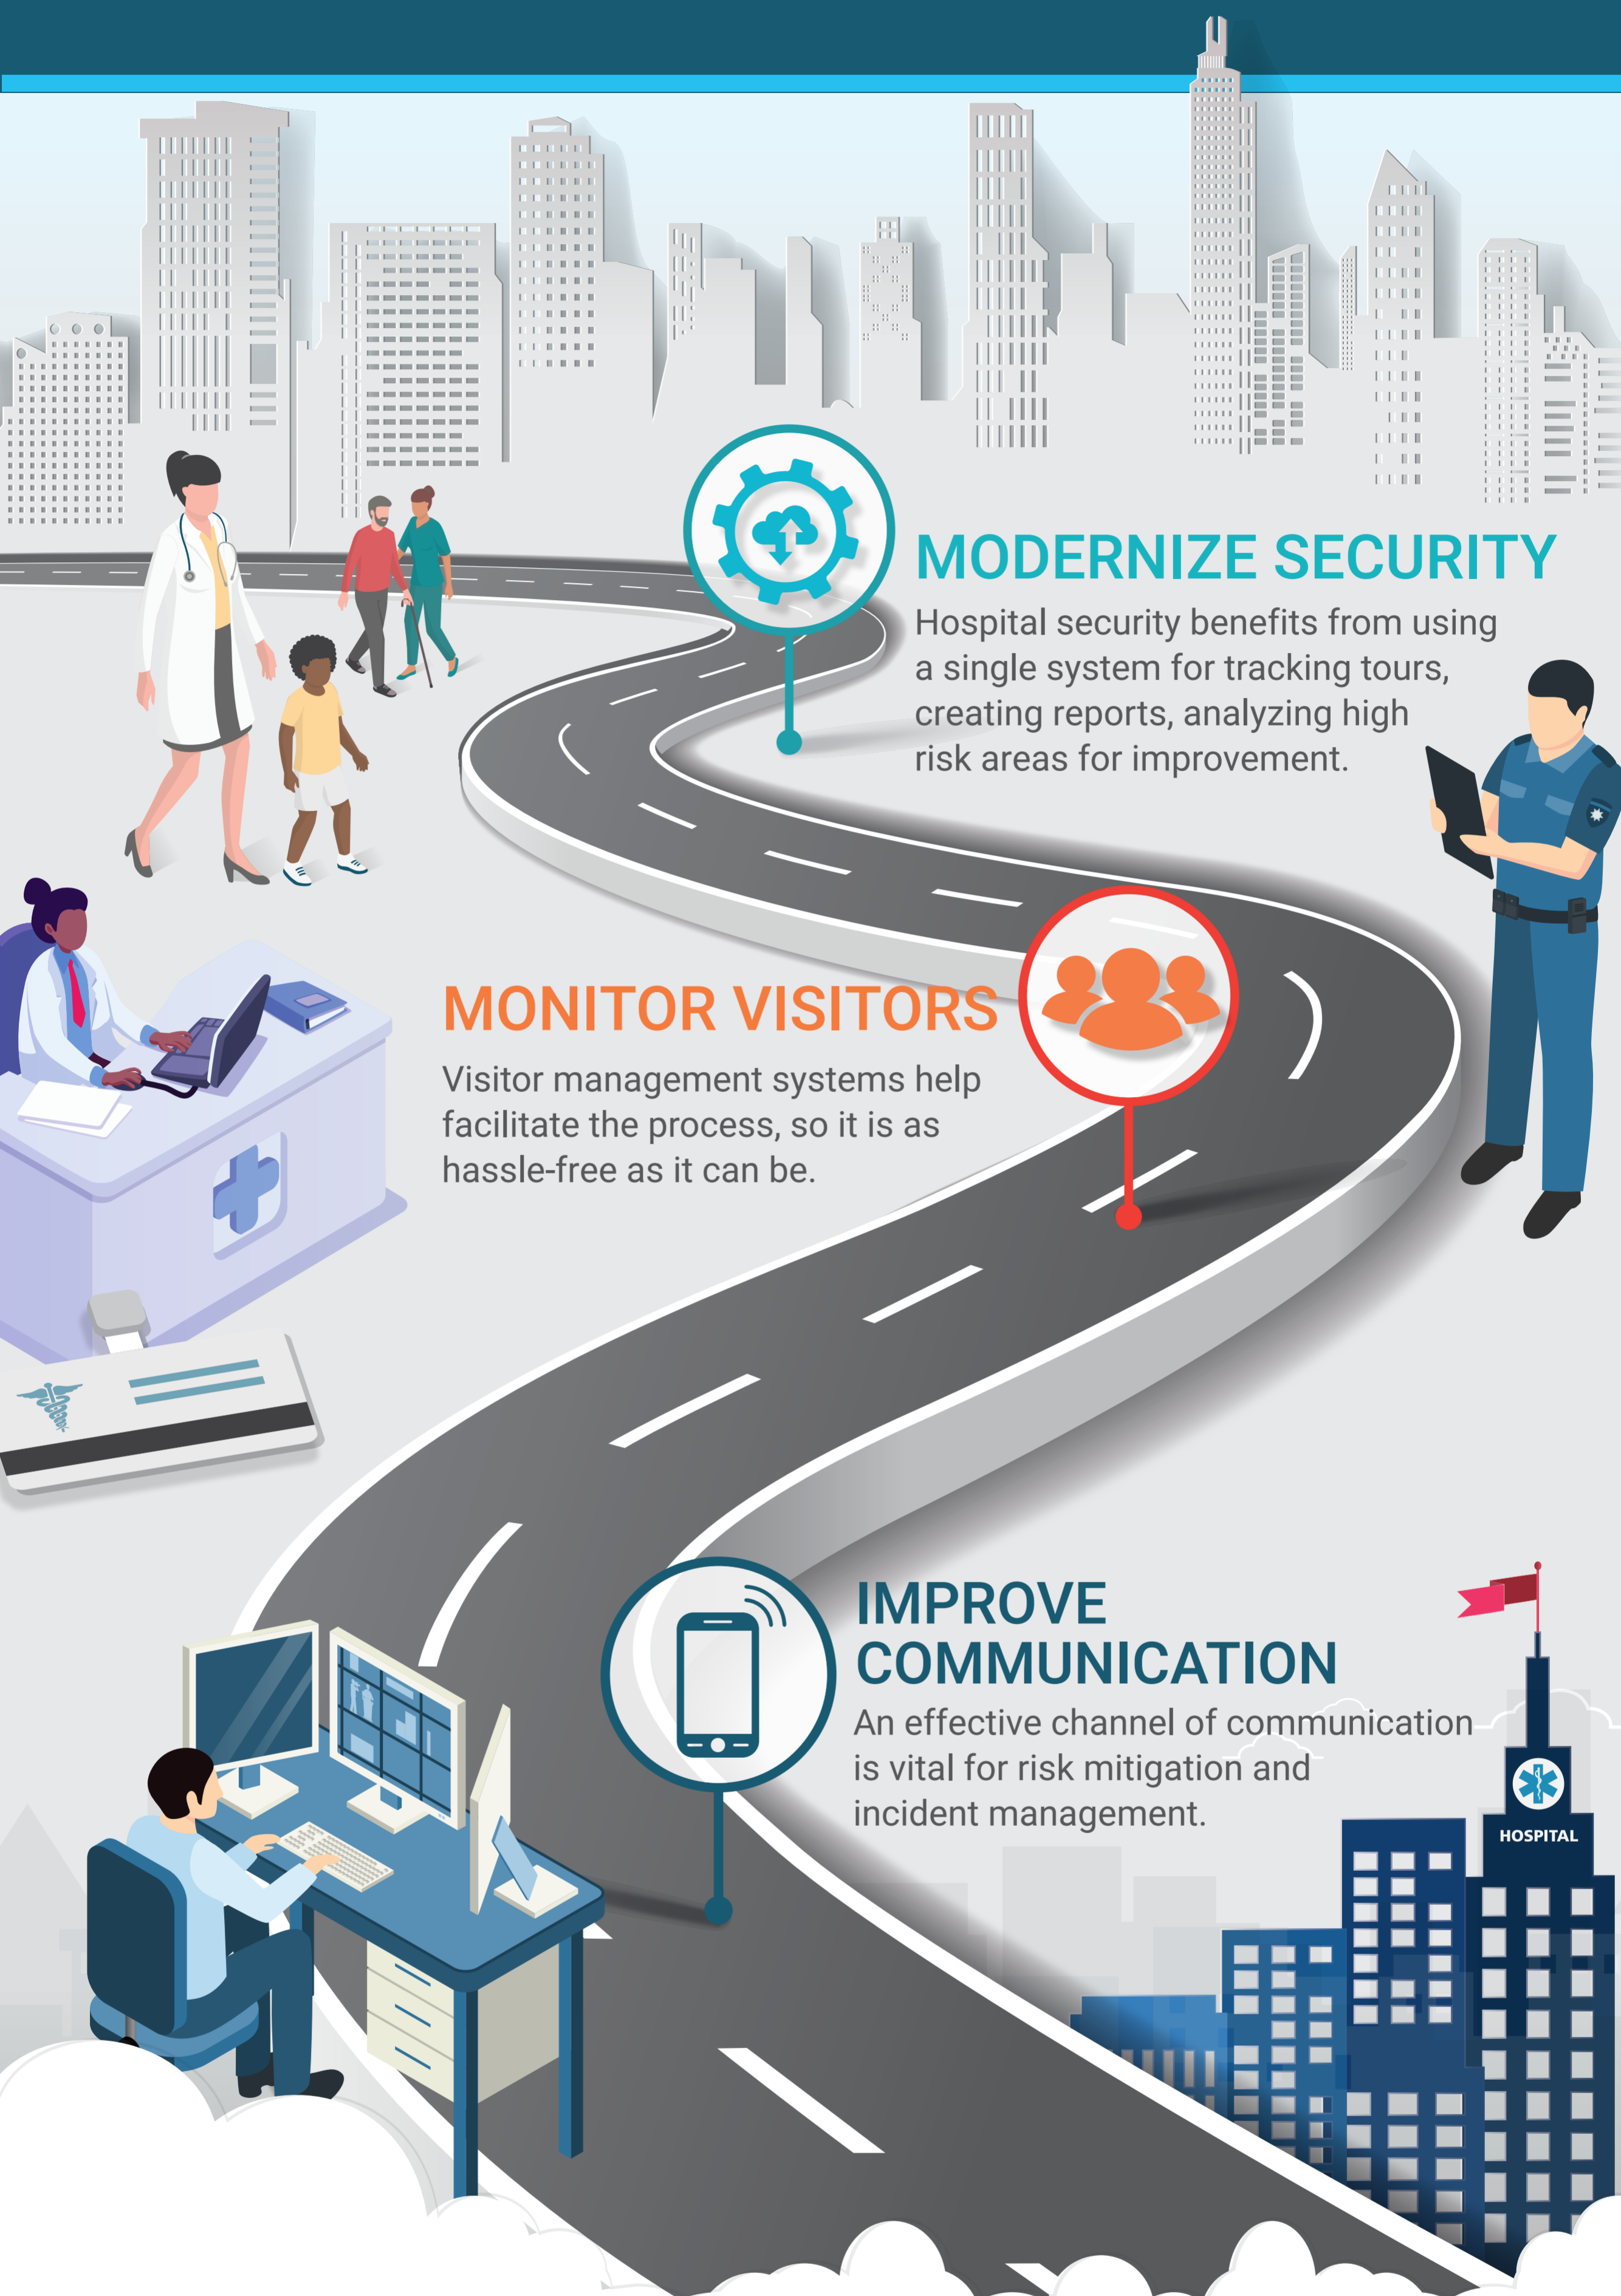 MODERNIZE SECURITY
Hospital security benefits from using
a single system for tracking tours,
creating reports, analyzing high
risk areas for improvement.
MONITOR VISITORS
Visitor management systems help
facilitate the process, so it is as
hassle-free as it can be.
IMPROVE
COMMUNICATION
An effective channel of communication
is vital for risk mitigation and
incident management.
HOSPITAL